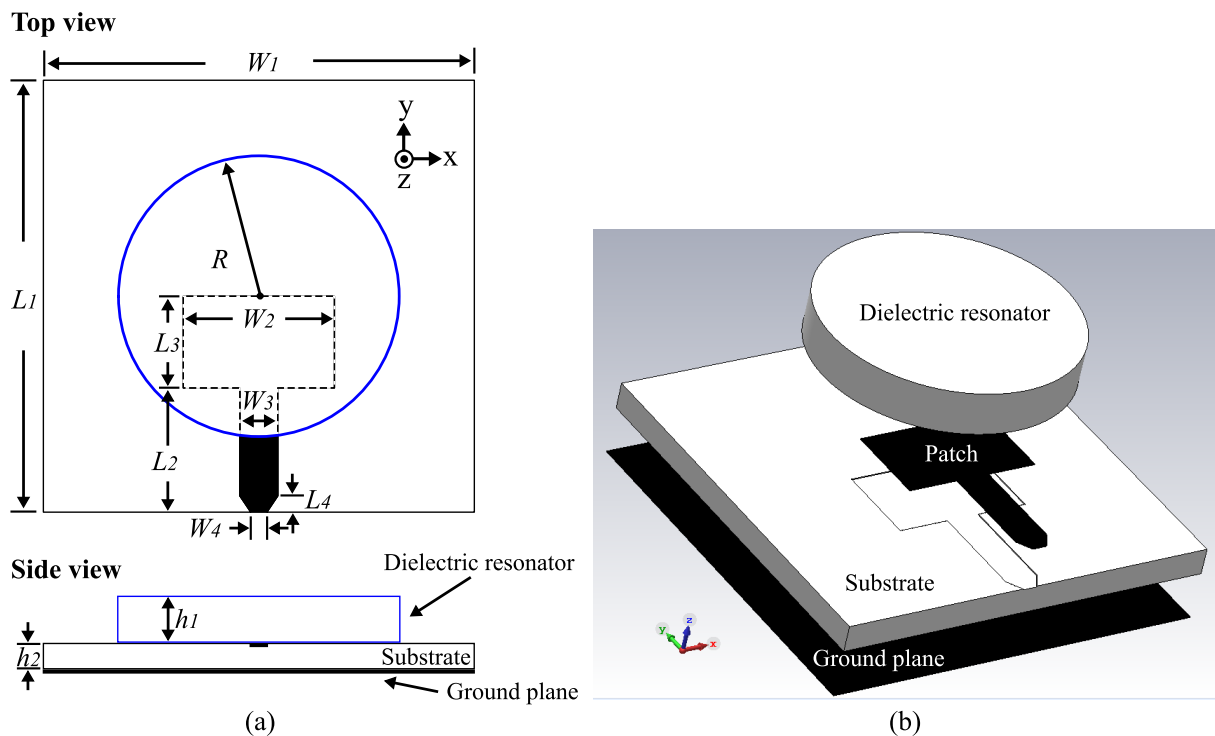 Top view
W1
y
x
z
R
L1
W2
L3
W3
L2
L4
W4
Side view
Dielectric resonator
h1
h2
Substrate
Ground plane
(a)
Dielectric resonator
Patch
Substrate
y
z
x
Ground plane
(b)